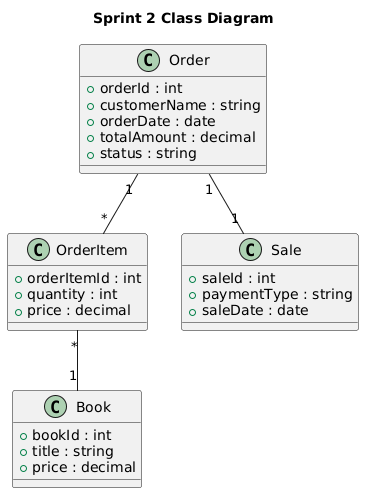 Sprint 2 Class Diagram
C Order
orderId : int
customerName : string
orderDate : date
totalAmount : decimal
status : string
1
1
*
1
C OrderItem
orderItemId : int
quantity : int
price : decimal
C Sale
saleId : int
paymentType : string
saleDate : date
*
1
C Book
bookId : int
title : string
price : decimal